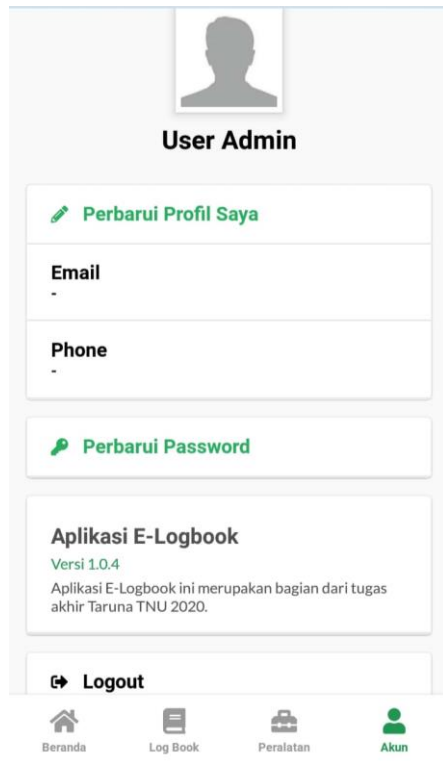 User Admin
Perbarui Profil Saya
Email
-
Phone
-
Perbarui Password
Aplikasi E-Logbook
Versi 1.0.4
Aplikasi E-Logbook ini merupakan bagian dari tugas
akhir Taruna TNU 2020.
Logout
Beranda
Log Book
Peralatan
Akun